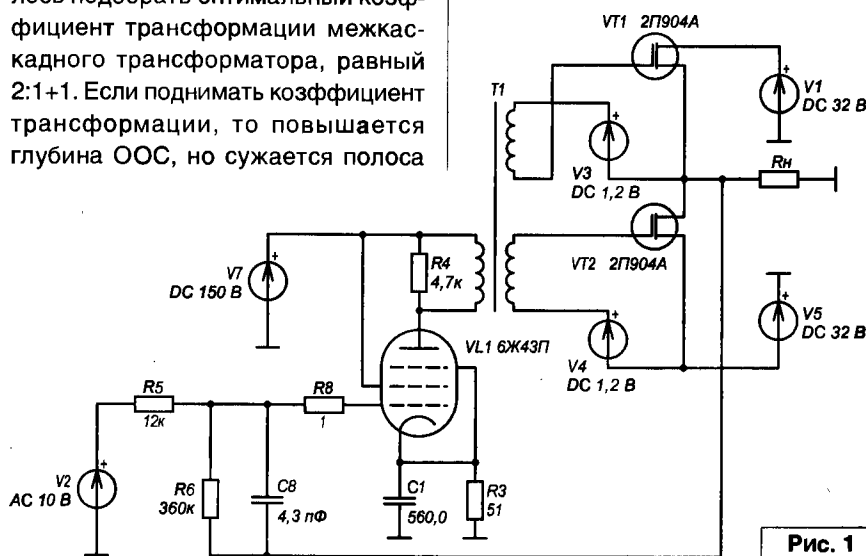 лось подобрать оптимальный коэф-
фициент трансформации межкас-
кадного трансформатора, равный
2:1+1. Если поднимать коэффициент
трансформации, то повышается
глубина ООС, но сужается полоса
VT1 2П904А
T1
+
V1
DC 32 В
+
V3
DC 1,2 В
Rн
+
V7
DC 150 В
R4
4,7к
VT2 2П904А
+
V5
DC 32 В
VL1 6Ж43П
+
V4
DC 1,2 В
R5
12к
R8
1
+
V2
AC 10 В
R6
360к
C8
4,3 пФ
C1
560,0
R3
51
Рис. 1